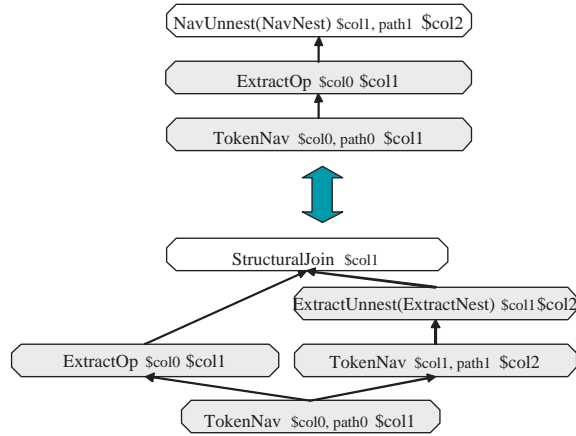 NavUnnest(NavNest) $col1, path1 $col2
ExtractOp $col0 $col1
TokenNav $col0, path0 $col1
StructuralJoin $col1
ExtractUnnest(ExtractNest) $col1 $col2
ExtractOp $col0 $col1
TokenNav $col1, path1 $col2
TokenNav $col0, path0 $col1